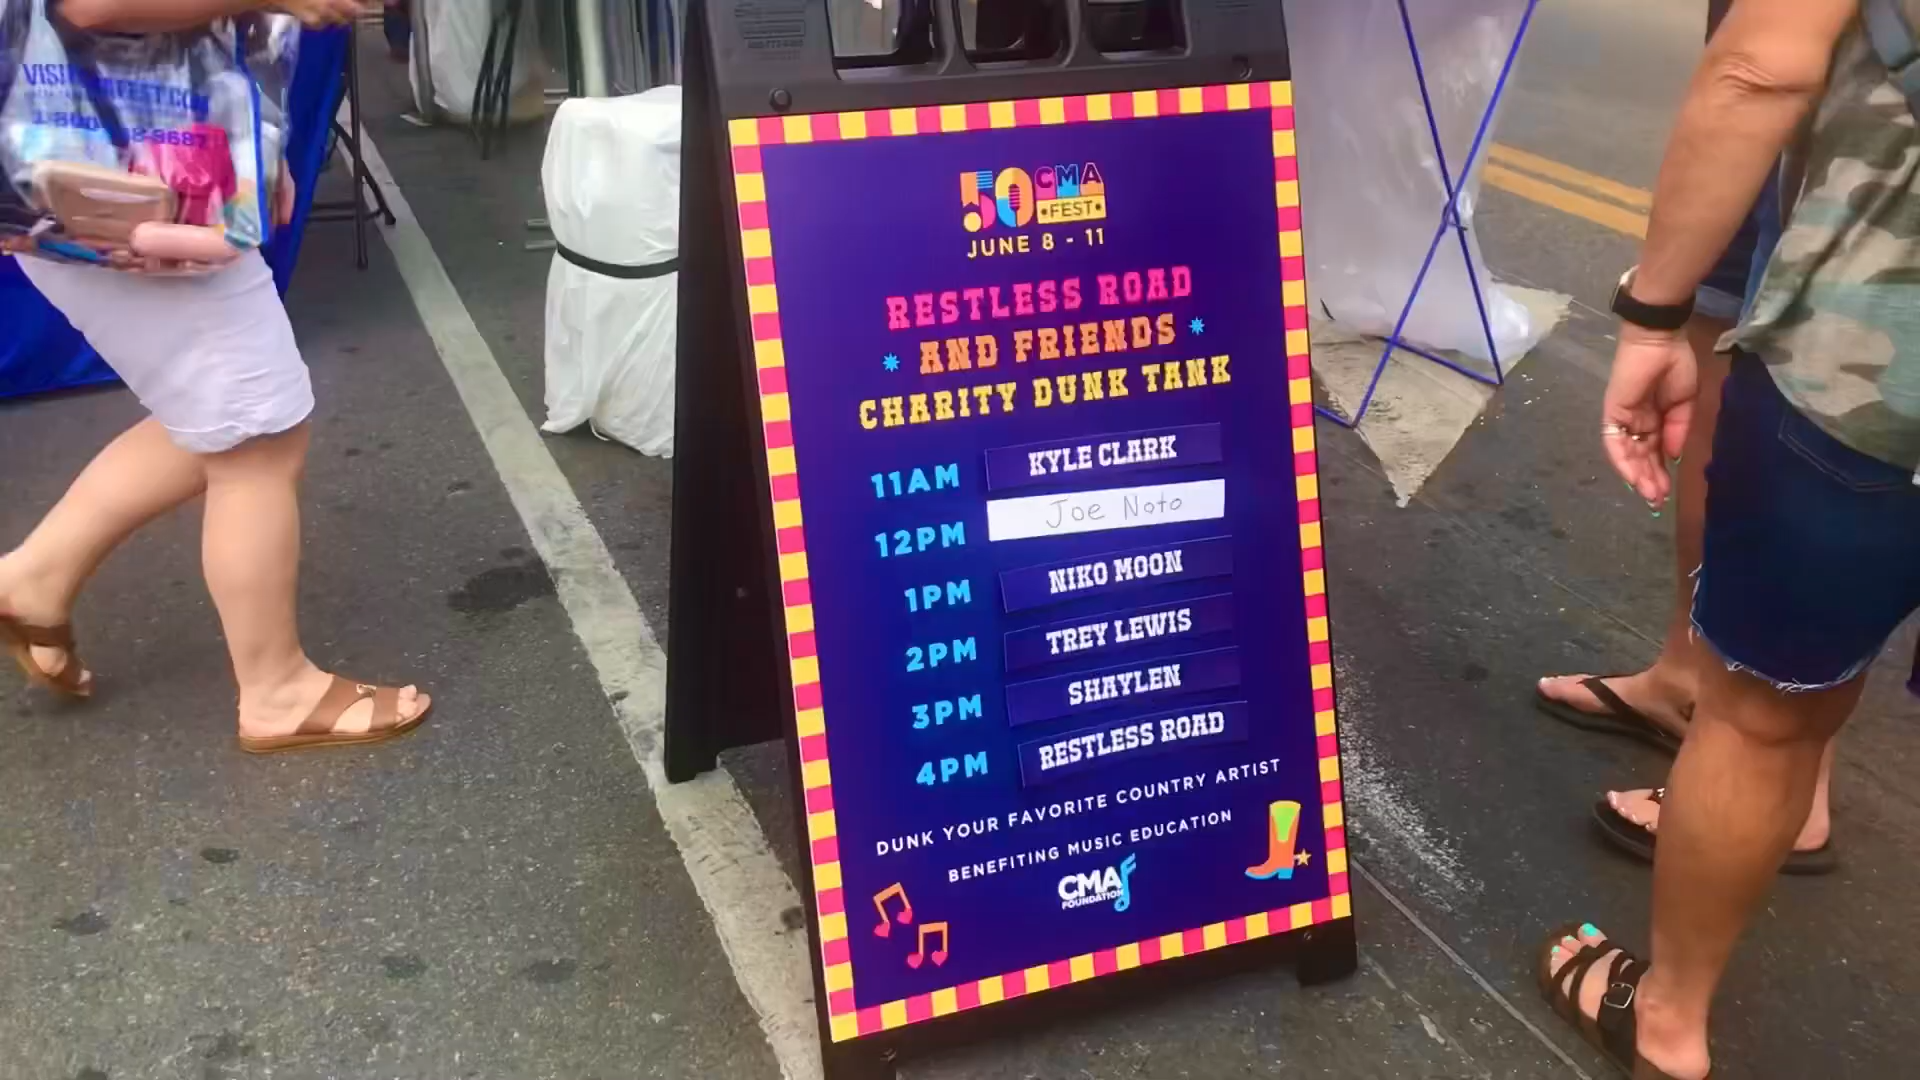 50 CMA
FEST
JUNE 8 - 11
RESTLESS ROAD
AND FRIENDS
CHARITY DUNK TANK
11AM KYLE CLARK
12PM Joe Noto
1PM NIKO MOON
2PM TREY LEWIS
3PM SHAYLEN
4PM RESTLESS ROAD
DUNK YOUR FAVORITE COUNTRY ARTIST
BENEFITING MUSIC EDUCATION
CMA
FOUNDATION